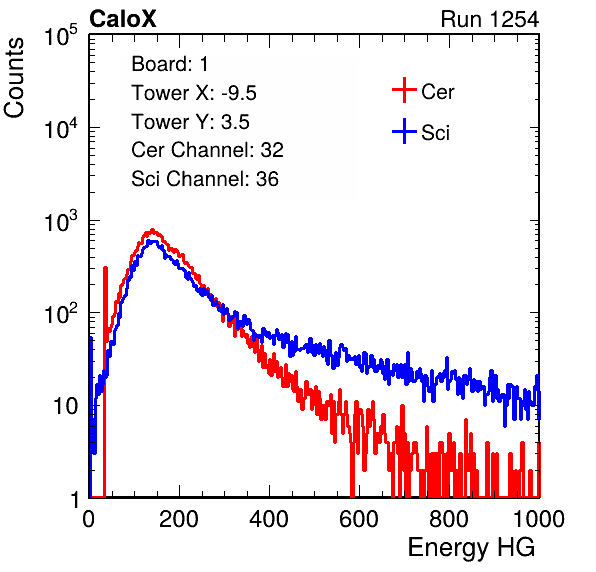 CaloX Run 1254
Counts
10^5
10^4
10^3
10^2
10
1
Board: 1
Tower X: -9.5
Tower Y: 3.5
Cer Channel: 32
Sci Channel: 36
Cer
Sci
0 200 400 600 800 1000
Energy HG